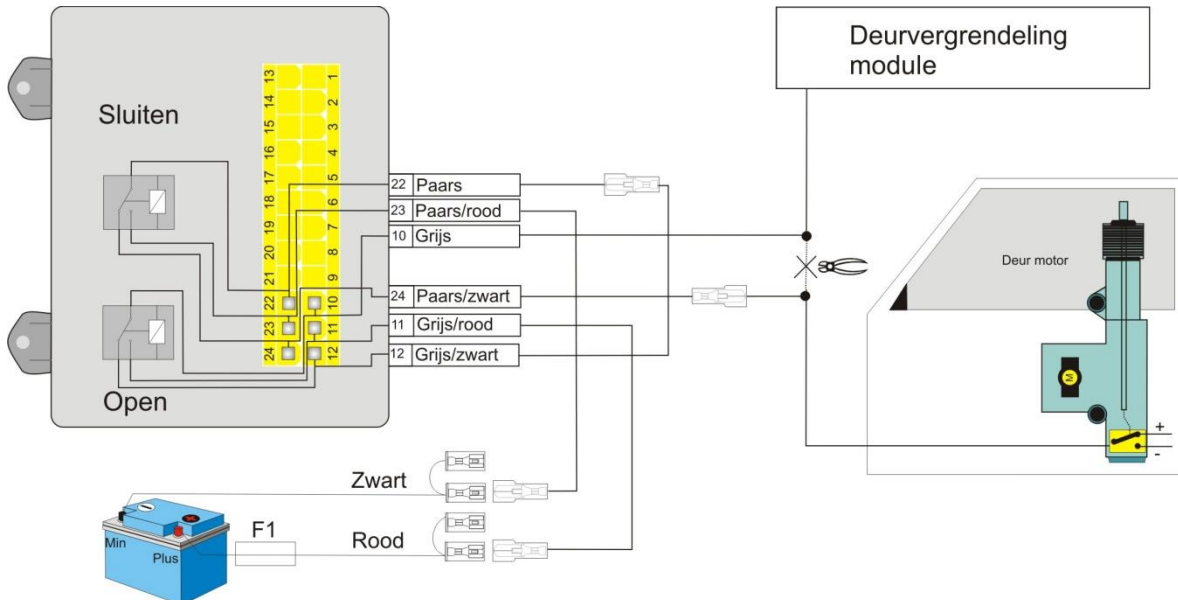 Deurvergrendeling
module
Sluiten
13 1
14 2
15 3
16 4
17 5
18 6
19 7
20 8
21 9
22 10
23 11
24 12
22 Paars
23 Paars/rood
10 Grijs
24 Paars/zwart
11 Grijs/rood
12 Grijs/zwart
Open
Deur motor
M
+
-
Zwart
F1
Rood
Min
Plus